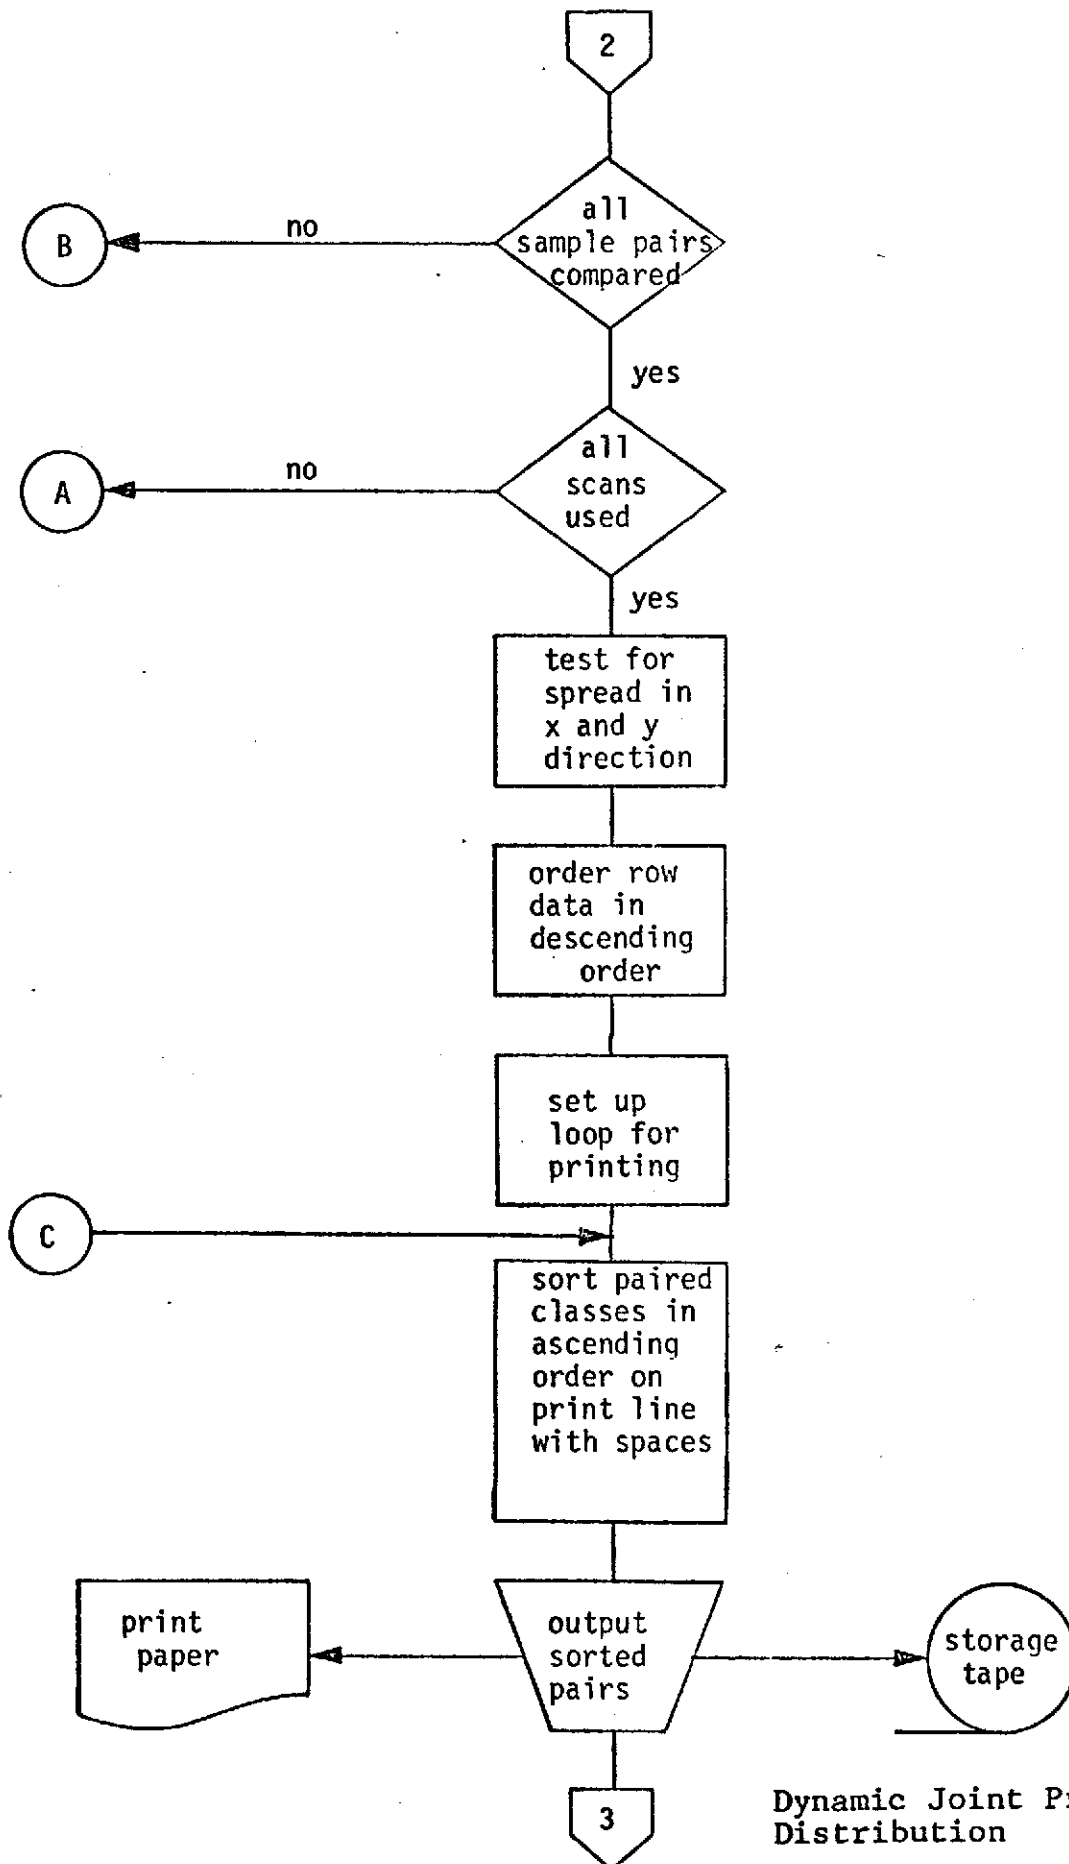 2
all
sample pairs
compared
no
B
yes
all
scans
used
no
A
yes
test for
spread in
x and y
direction
order row
data in
descending
order
set up
loop for
printing
C
sort paired
classes in
ascending
order on
print line
with spaces
print
paper
output
sorted
pairs
storage
tape
3
Dynamic Joint
Distribution